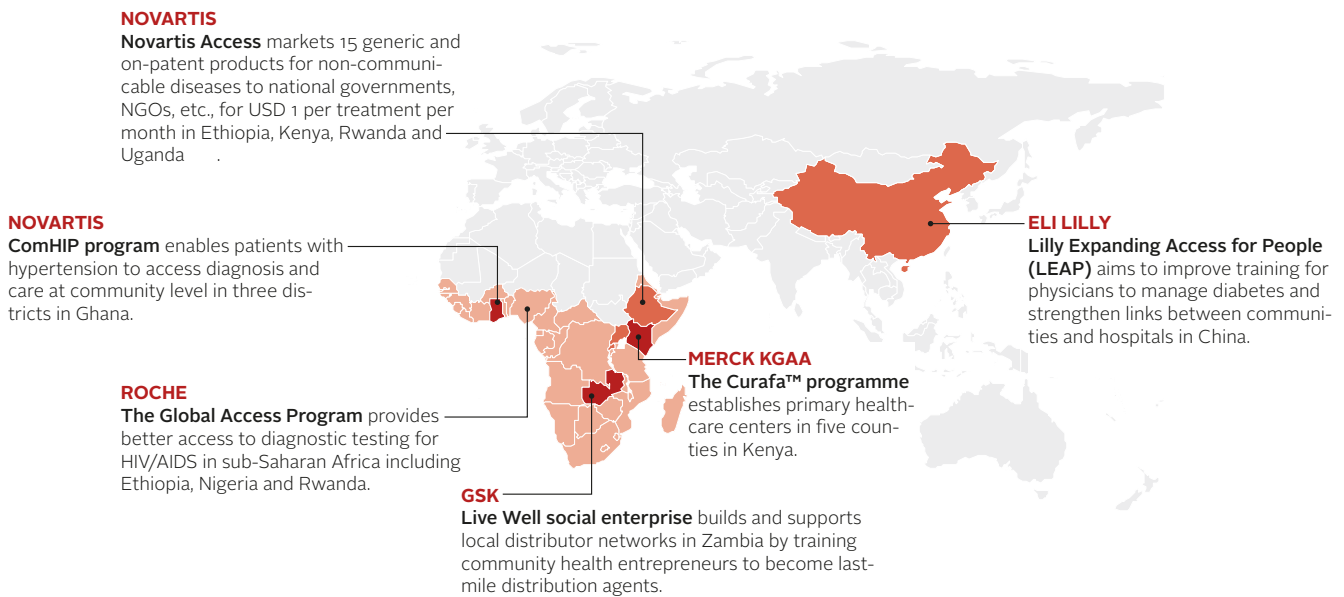 NOVARTIS
Novartis Access markets 15 generic and
on-patent products for non-communi-
cable diseases to national governments,
NGOs, etc., for USD 1 per treatment per
month in Ethiopia, Kenya, Rwanda and
Uganda .
NOVARTIS
ComHIP program enables patients with
hypertension to access diagnosis and
care at community level in three dis-
tricts in Ghana.
ROCHE
The Global Access Program provides
better access to diagnostic testing for
HIV/AIDS in sub-Saharan Africa including
Ethiopia, Nigeria and Rwanda.
GSK
Live Well social enterprise builds and supports
local distributor networks in Zambia by training
community health entrepreneurs to become last-
mile distribution agents.
MERCK KGAA
The Curafa™ programme
establishes primary health-
care centers in five coun-
ties in Kenya.
ELI LILLY
Lilly Expanding Access for People
(LEAP) aims to improve training for
physicians to manage diabetes and
strengthen links between communi-
ties and hospitals in China.